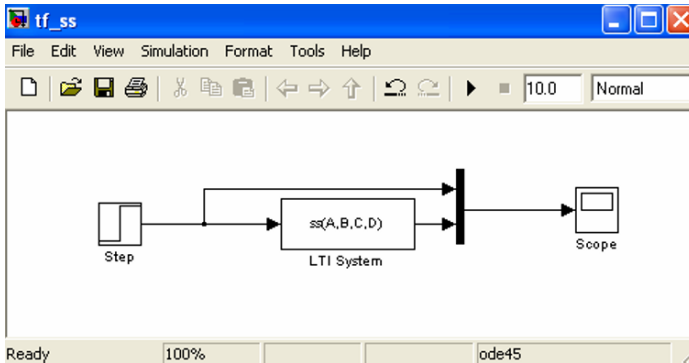 tf_ss
File Edit View Simulation Format Tools Help
10.0 Normal
ss(A,B,C,D)
Step
LTI System
Scope
Ready 100% ode45